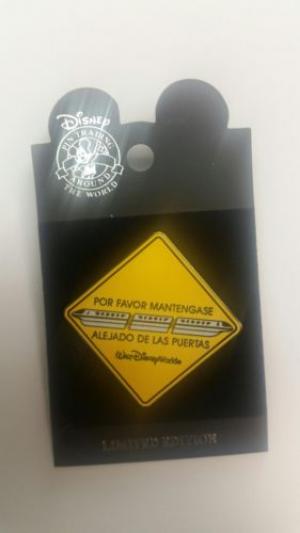 Disney
PIN TRADING
AROUND
THE WORLD
POR FAVOR MANTENGASE
ALEJADO DE LAS PUERTAS
Walt Disney World
LIMITED EDITION